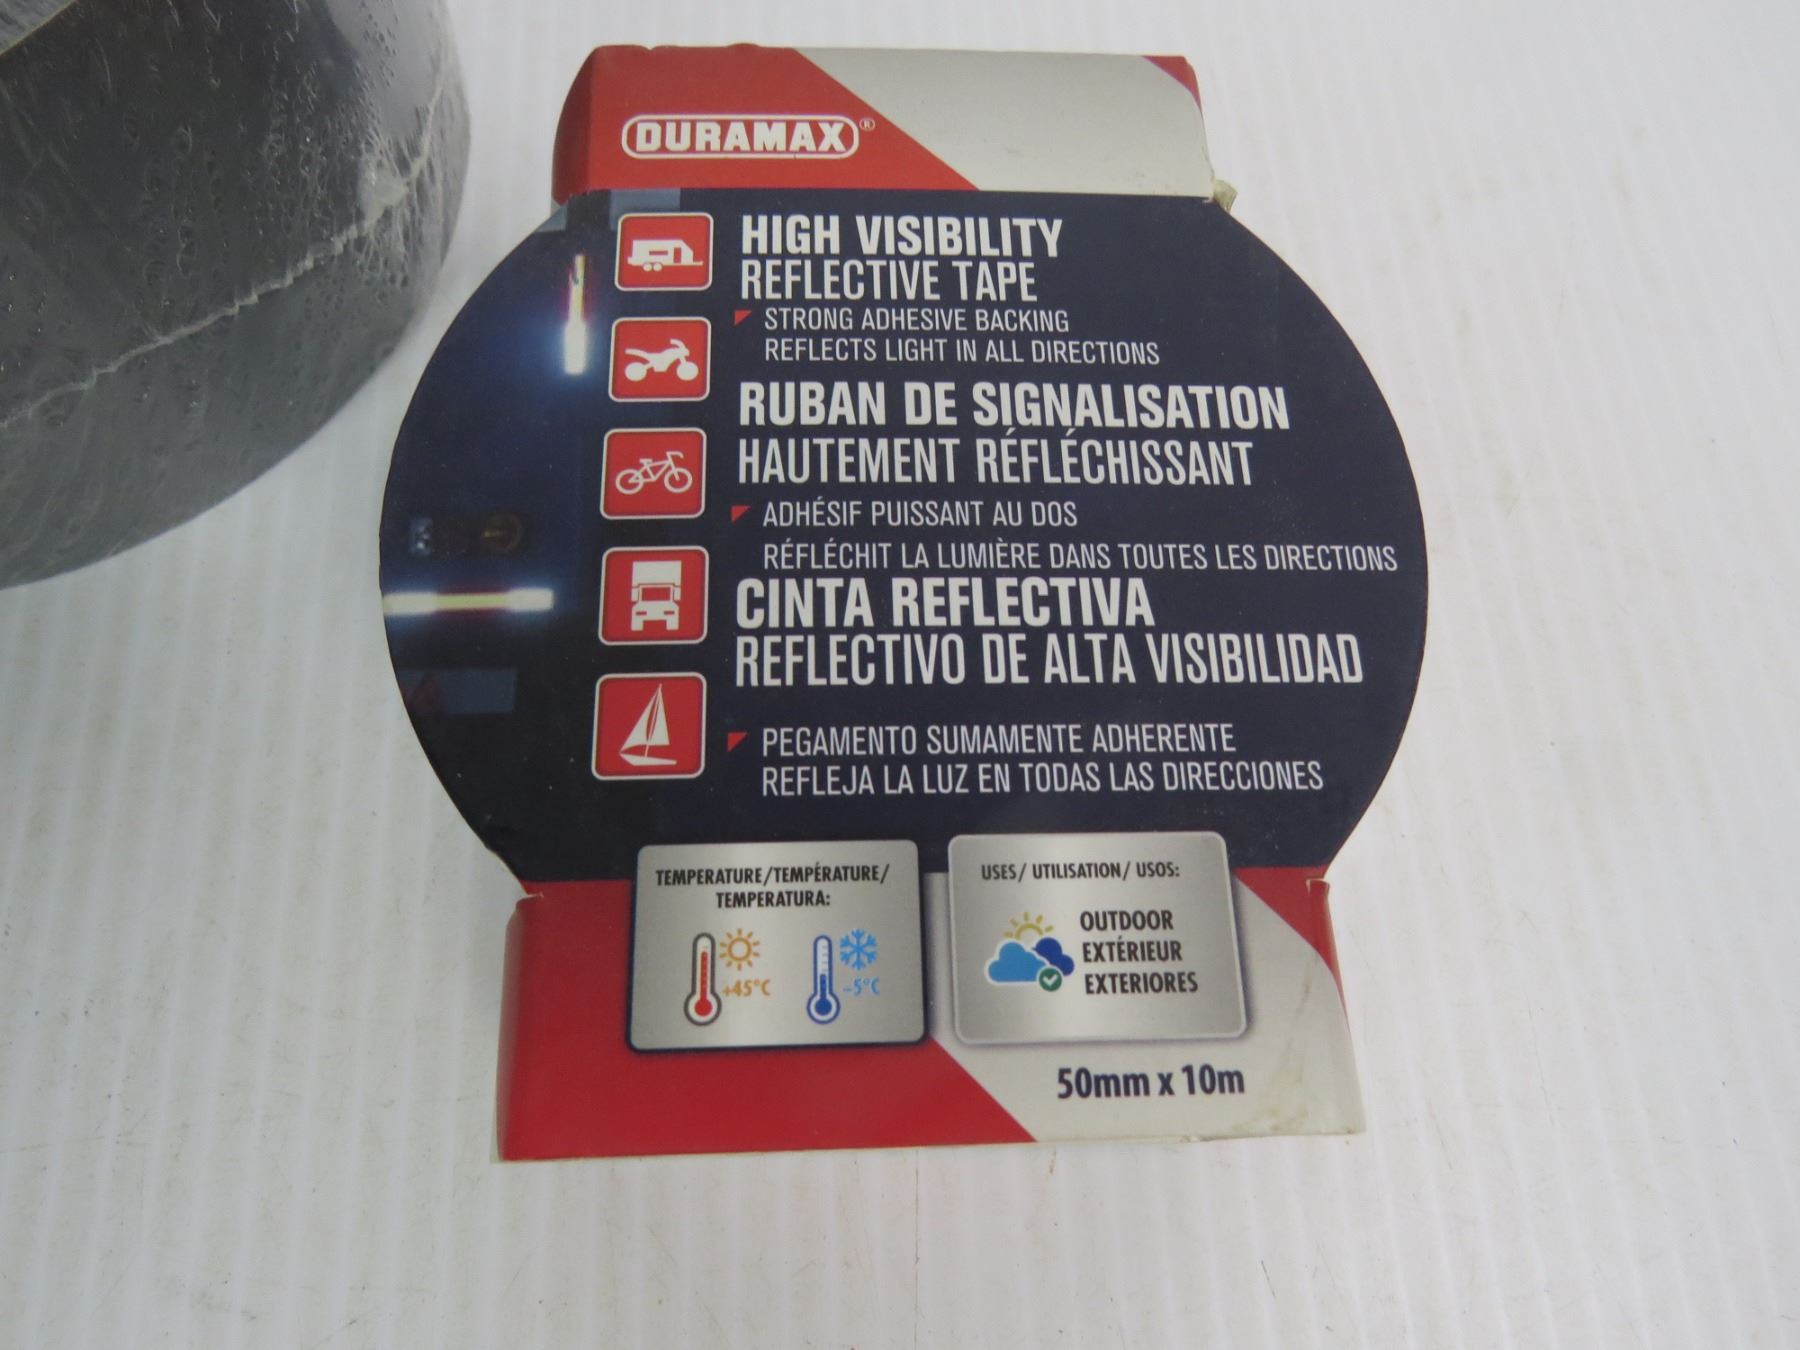 DURAMAX®
HIGH VISIBILITY
REFLECTIVE TAPE
STRONG ADHESIVE BACKING
REFLECTS LIGHT IN ALL DIRECTIONS
RUBAN DE SIGNALISATION
HAUTEMENT RÉFLÉCHISSANT
ADHÉSIF PUISSANT AU DOS
RÉFLÉCHIT LA LUMIÈRE DANS TOUTES LES DIRECTIONS
CINTA REFLECTIVA
REFLECTIVO DE ALTA VISIBILIDAD
PEGAMENTO SUMAMENTE ADHERENTE
REFLEJA LA LUZ EN TODAS LAS DIRECCIONES
TEMPERATURE/TEMPÉRATURE/
TEMPERATURA:
+45°C
-5°C
USES/ UTILISATION/ USOS:
OUTDOOR
EXTÉRIEUR
EXTERIORES
50mm x 10m